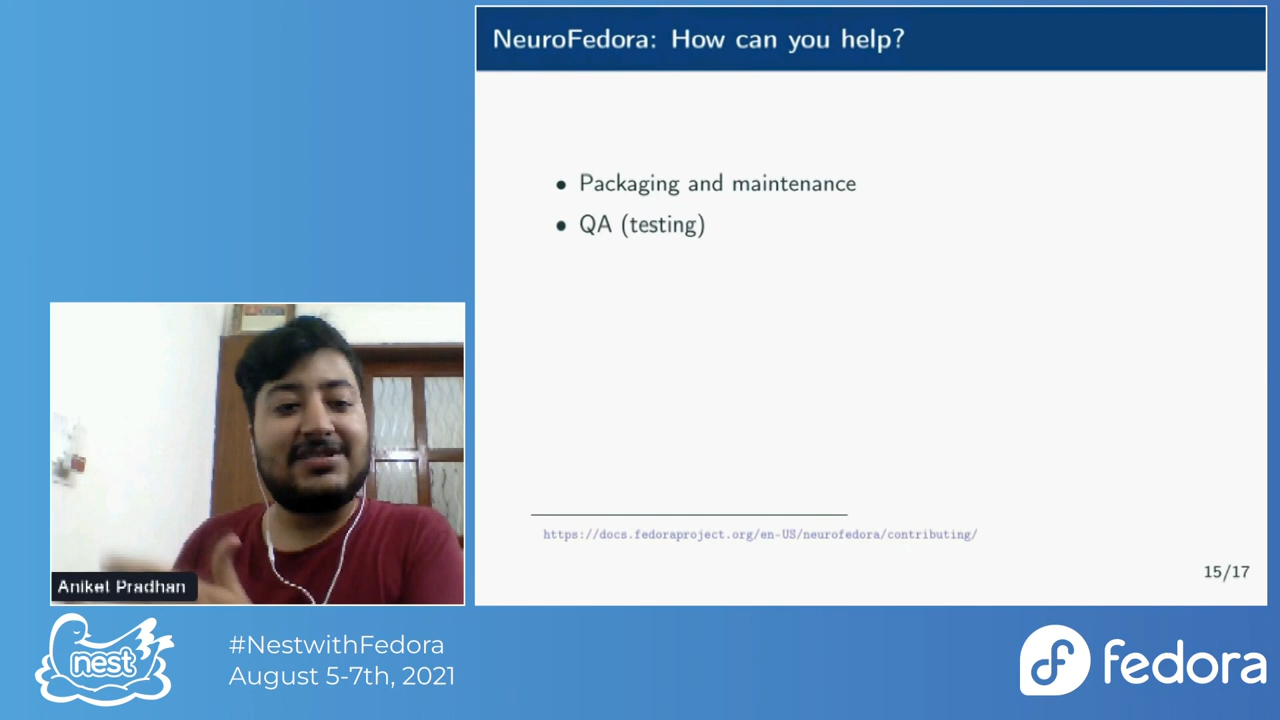 NeuroFedora: How can you help?
• Packaging and maintenance
• QA (testing)
https://docs.fedoraproject.org/en-US/neurofedora/contributing/
15/17
Aniket Pradhan
nest
#NestwithFedora
August 5-7th, 2021
fedora